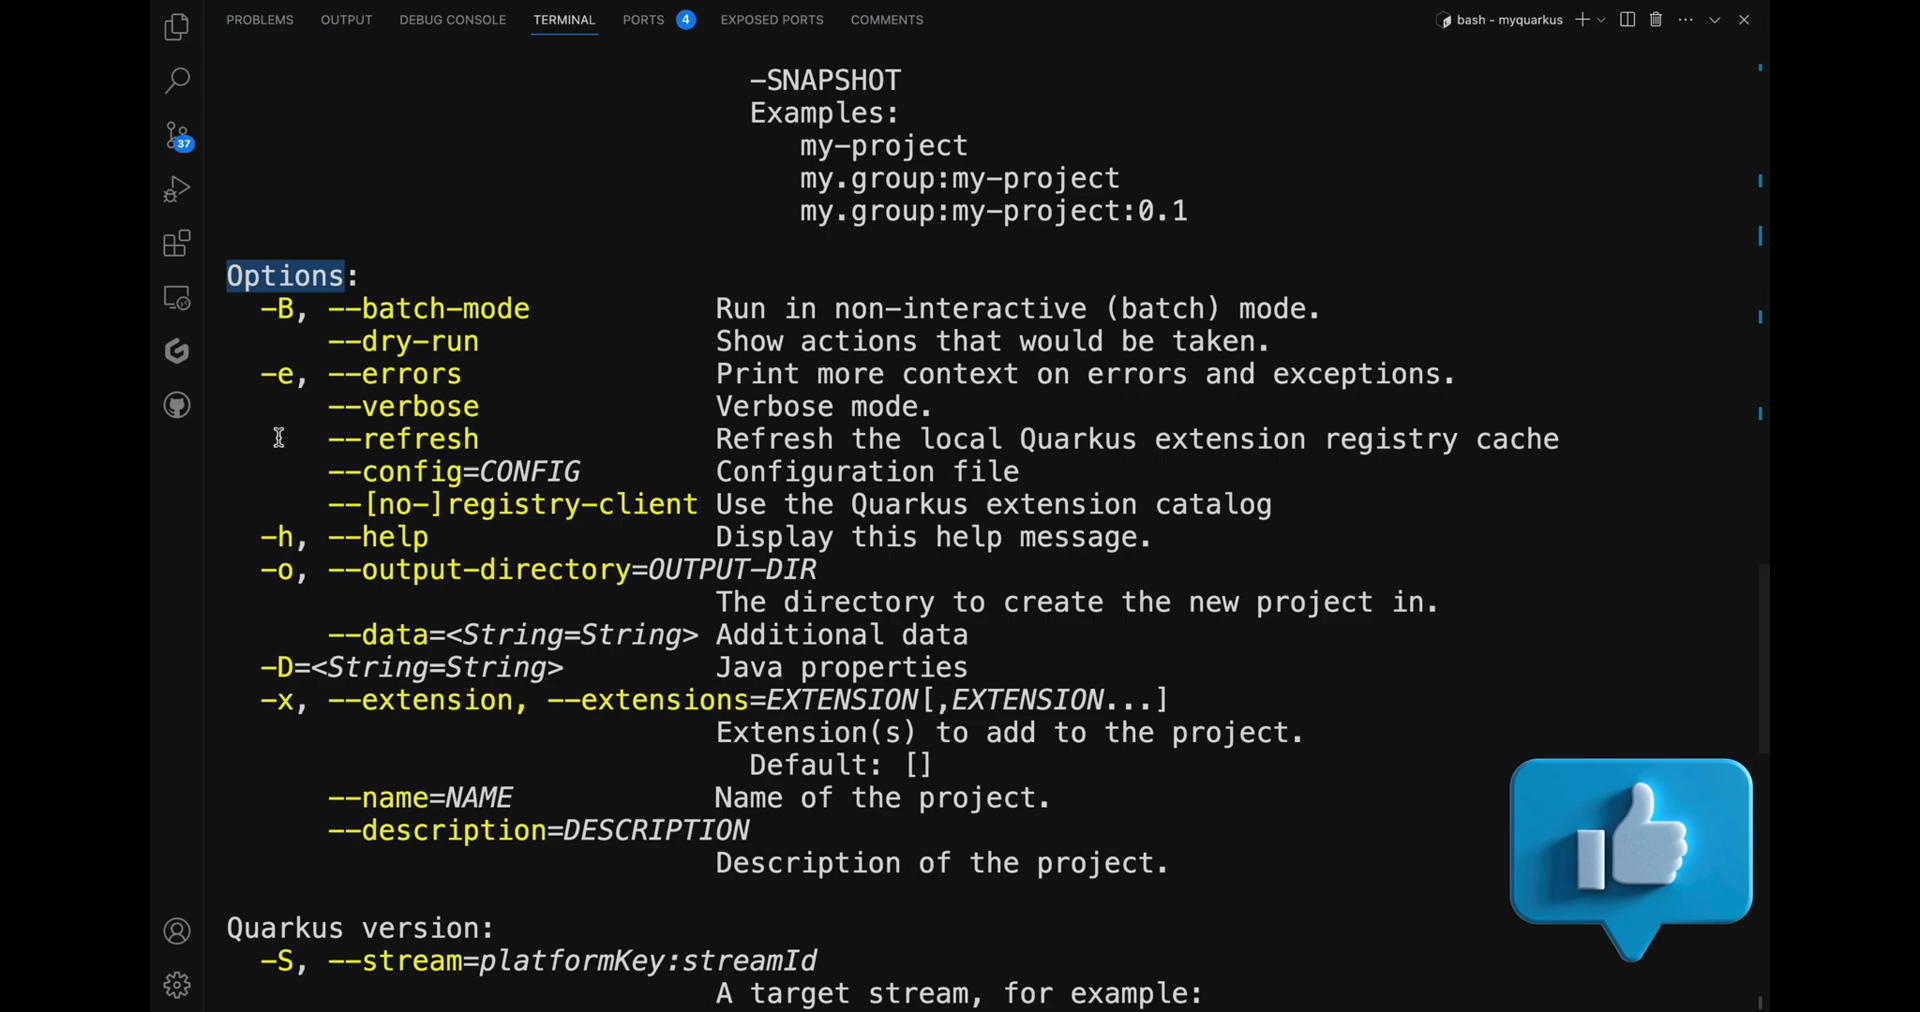 PROBLEMS OUTPUT DEBUG CONSOLE TERMINAL PORTS 4 EXPOSED PORTS COMMENTS bash - myquarkus
37
-SNAPSHOT
Examples:
my-project
my.group:my-project
my.group:my-project:0.1
Options:
-B, --batch-mode Run in non-interactive (batch) mode.
--dry-run Show actions that would be taken.
-e, --errors Print more context on errors and exceptions.
--verbose Verbose mode.
--refresh Refresh the local Quarkus extension registry cache
--config=CONFIG Configuration file
--[no-]registry-client Use the Quarkus extension catalog
-h, --help Display this help message.
-o, --output-directory=OUTPUT-DIR
The directory to create the new project in.
--data=<String=String> Additional data
-D=<String=String> Java properties
-x, --extension, --extensions=EXTENSION[,EXTENSION...]
Extension(s) to add to the project.
Default: []
--name=NAME Name of the project.
--description=DESCRIPTION
Description of the project.
Quarkus version:
-S, --stream=platformKey:streamId
A target stream, for example: